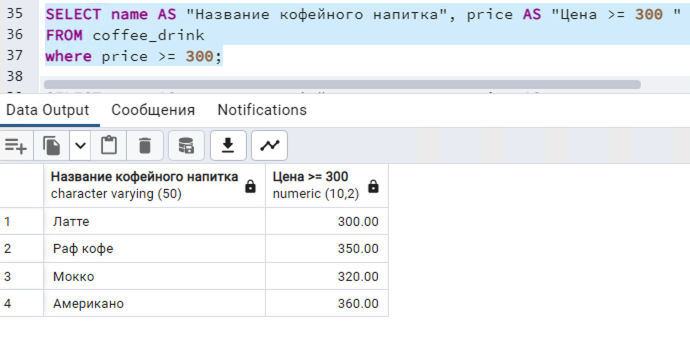 35 SELECT name AS "Название кофейного напитка", price AS "Цена >= 300 "
36 FROM coffee_drink
37 where price >= 300;
38
Data Output Сообщения Notifications
Название кофейного напитка Цена >= 300
character varying (50) numeric (10,2)
1 Латте 300.00
2 Раф кофе 350.00
3 Мокко 320.00
4 Американо 360.00